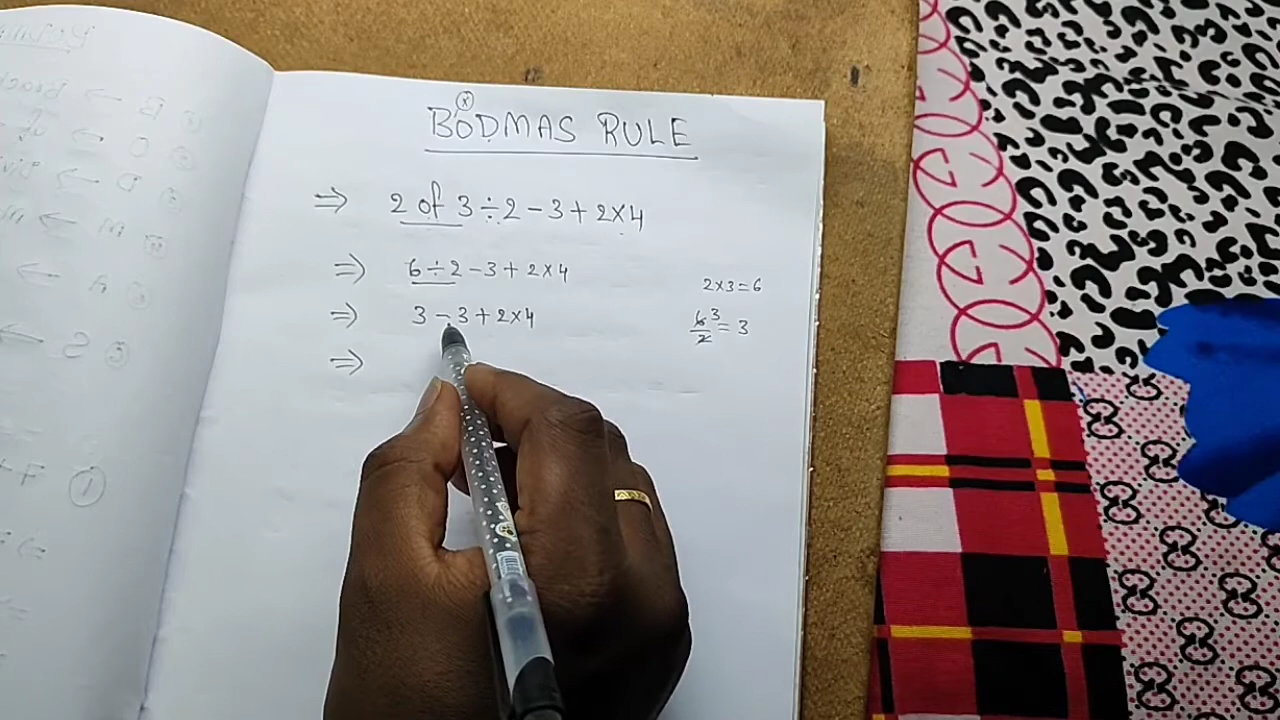 (x)
BODMAS RULE
⇒ 2 of 3 ÷ 2 - 3 + 2 × 4
⇒ 6 ÷ 2 - 3 + 2 × 4
2 × 3 = 6
⇒ 3 - 3 + 2 × 4
6/2 3 = 3
⇒